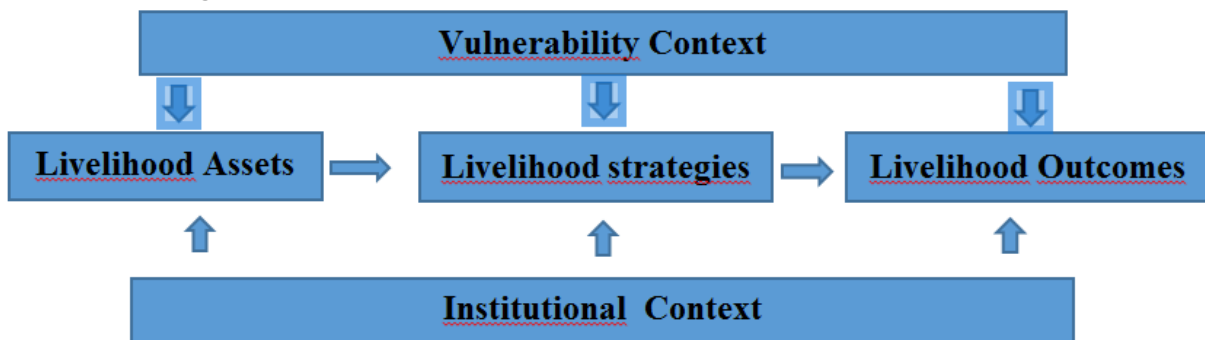 Vulnerability Context
Livelihood Assets
Livelihood strategies
Livelihood Outcomes
Institutional  Context